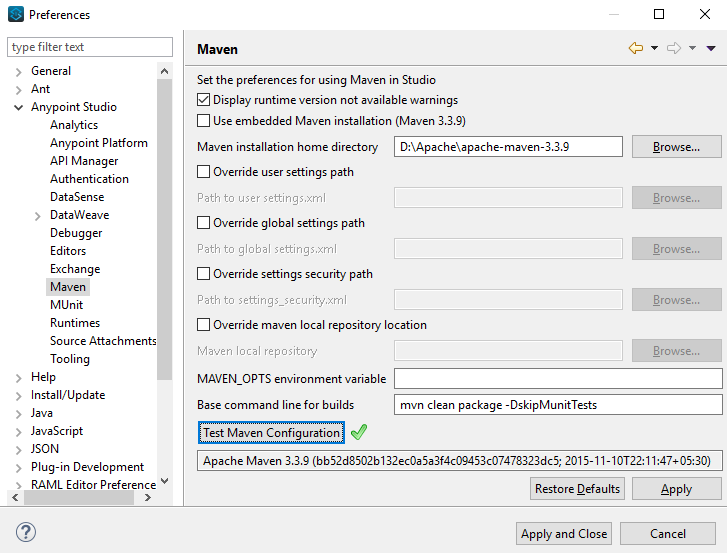 Preferences
type filter text
General
Ant
Anypoint Studio
Analytics
Anypoint Platform
API Manager
Authentication
DataSense
DataWeave
Debugger
Editors
Exchange
Maven
MUnit
Runtimes
Source Attachments
Tooling
Help
Install/Update
Java
JavaScript
JSON
Plug-in Development
RAML Editor Preference
Maven
Set the preferences for using Maven in Studio
Display runtime version not available warnings
Use embedded Maven installation (Maven 3.3.9)
Maven installation home directory D:\Apache\apache-maven-3.3.9 Browse...
Override user settings path
Path to user settings.xml Browse...
Override global settings path
Path to global settings.xml Browse...
Override settings security path
Path to settings_security.xml Browse...
Override maven local repository location
Maven local repository Browse...
MAVEN_OPTS environment variable
Base command line for builds mvn clean package -DskipMunitTests
Test Maven Configuration
Apache Maven 3.3.9 (bb52d8502b132ec0a5a3f4c09453c07478323dc5; 2015-11-10T22:11:47+05:30)
Restore Defaults Apply
? Apply and Close Cancel